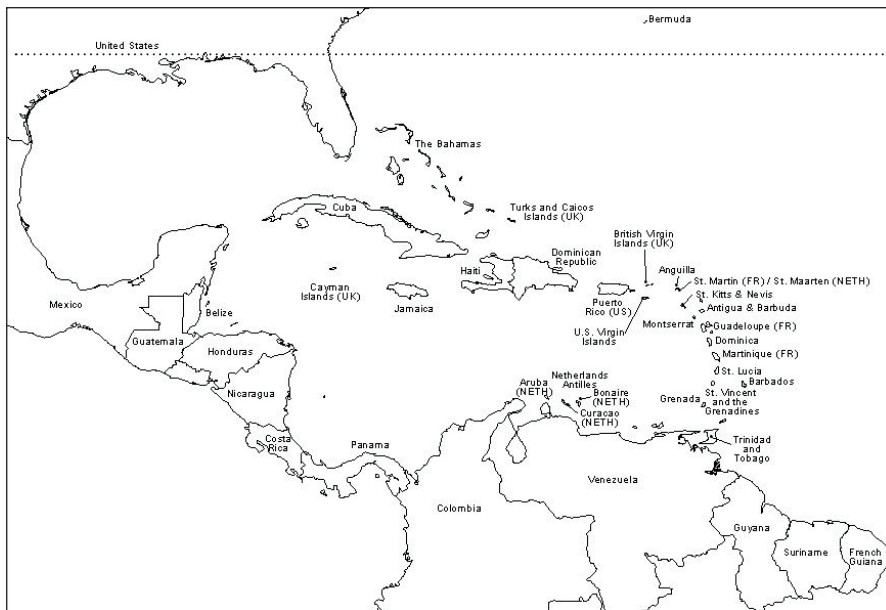 Bermuda
United States
The Bahamas
Cuba
Turks and Caicos
Islands (UK)
British Virgin
Islands (UK)
Dominican
Republic
Haiti
Anguilla
St. Martin (FR) / St. Maarten (NETH)
Cayman
Islands (UK)
Jamaica
Puerto
Rico (US)
St. Kitts & Nevis
Mexico
Belize
Antigua & Barbuda
Montserrat
U.S. Virgin
Islands
Guadeloupe (FR)
Guatemala
Dominica
Honduras
Martinique (FR)
St. Lucia
Barbados
Nicaragua
Aruba
(NETH)
Netherlands
Antilles
Bonaire
(NETH)
Curacao
(NETH)
Grenada
St. Vincent
and the
Grenadines
Costa
Rica
Panama
Trinidad
and
Tobago
Venezuela
Colombia
Guyana
Suriname
French
Guiana